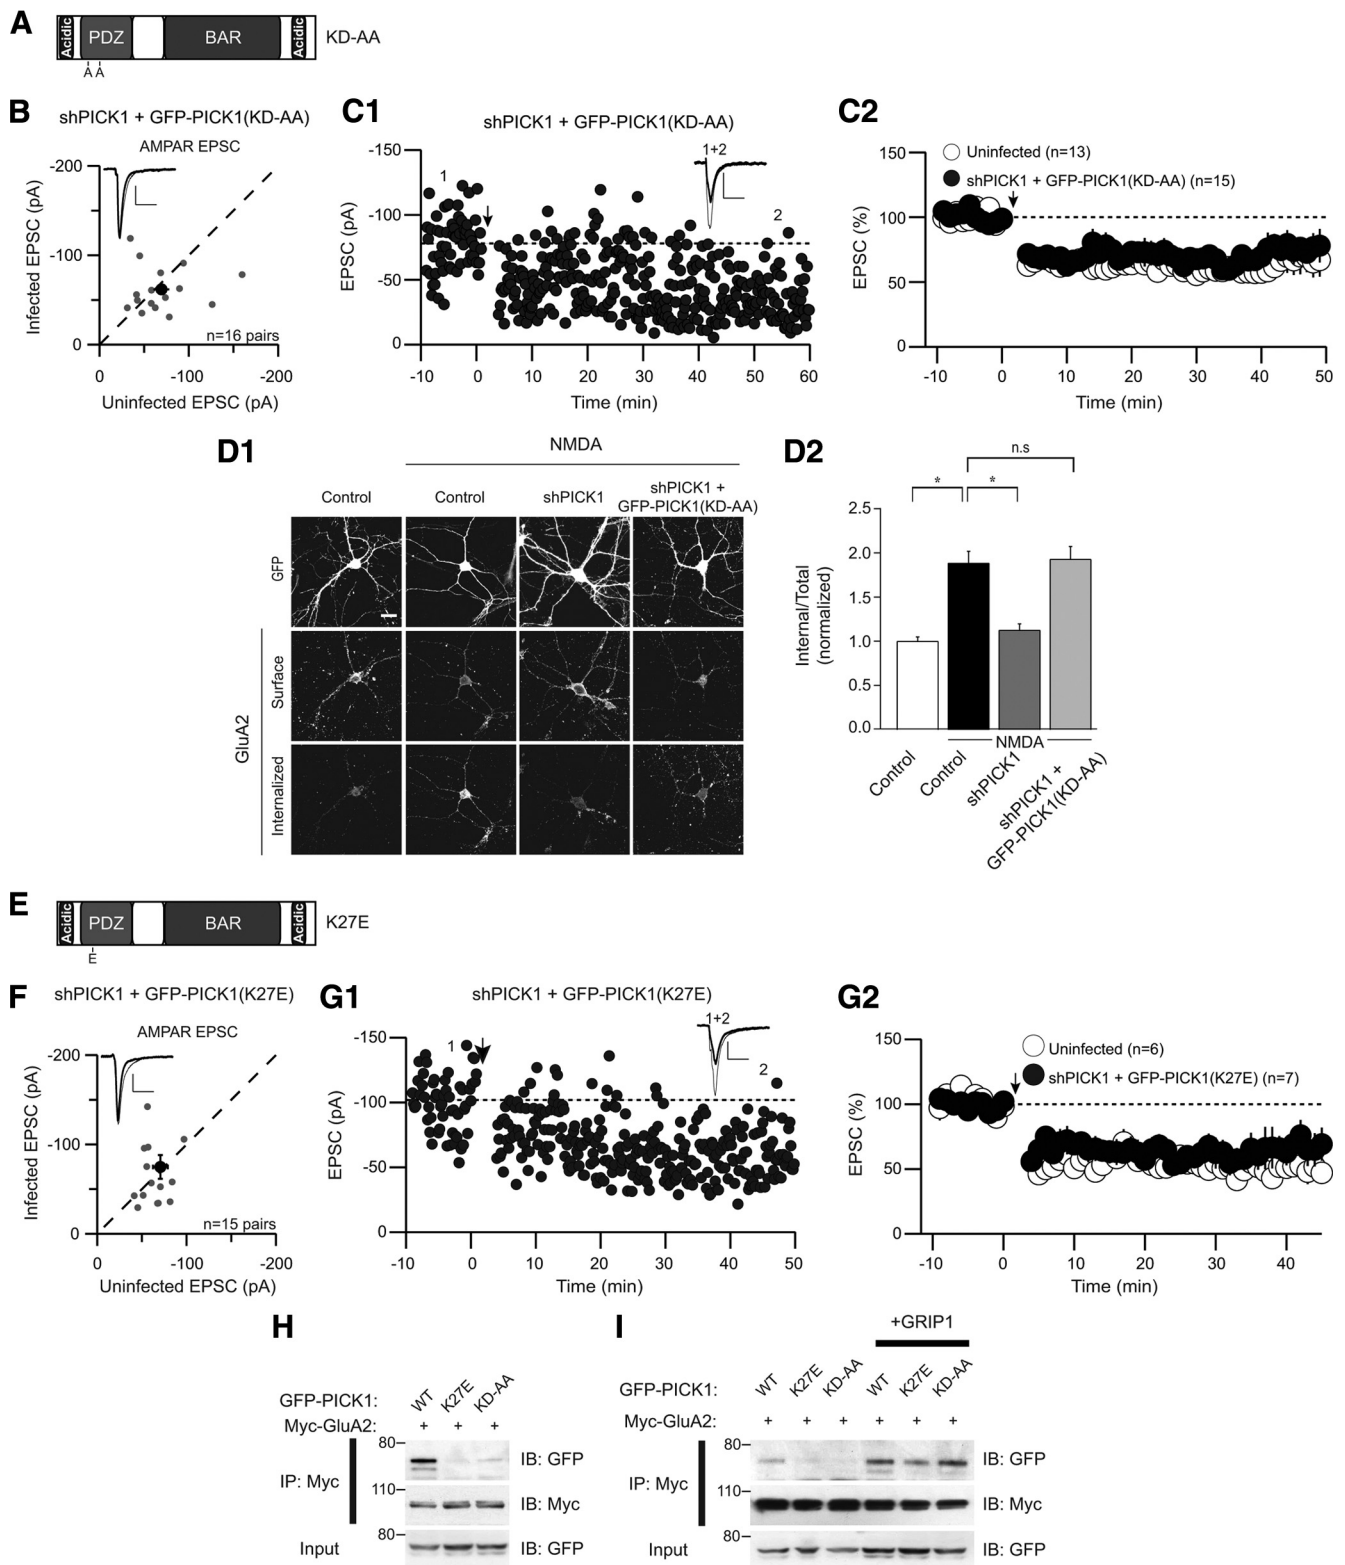 A
Acidic PDZ BAR Acidic KD-AA
A A
B
shPICK1 + GFP-PICK1(KD-AA)
AMPAR EPSC
Infected EPSC (pA)
-200
-100
0
n=16 pairs
0 -100 -200
Uninfected EPSC (pA)
C1
shPICK1 + GFP-PICK1(KD-AA)
EPSC (pA)
-150
-100
-50
0
1
1+2
2
-10 0 10 20 30 40 50 60
Time (min)
C2
Uninfected (n=13)
shPICK1 + GFP-PICK1(KD-AA) (n=15)
EPSC (%)
150
100
50
0
-10 0 10 20 30 40 50
Time (min)
D1
NMDA
Control Control shPICK1 shPICK1 +
GFP-PICK1(KD-AA)
GFP
GluA2
Surface
Internalized
D2
n.s
* *
Internal/Total
(normalized)
2.5
2.0
1.5
1.0
0.5
0.0
NMDA
Control
Control
shPICK1
shPICK1 +
GFP-PICK1(KD-AA)
E
Acidic PDZ BAR Acidic K27E
E
F
shPICK1 + GFP-PICK1(K27E)
AMPAR EPSC
Infected EPSC (pA)
-200
-100
0
n=15 pairs
0 -100 -200
Uninfected EPSC (pA)
G1
shPICK1 + GFP-PICK1(K27E)
EPSC (pA)
-150
-100
-50
0
1
1+2
2
-10 0 10 20 30 40 50
Time (min)
G2
Uninfected (n=6)
shPICK1 + GFP-PICK1(K27E) (n=7)
EPSC (%)
150
100
50
0
-10 0 10 20 30 40
Time (min)
H
GFP-PICK1: WT K27E KD-AA
Myc-GluA2: + + +
IP: Myc
80 IB: GFP
110 IB: Myc
Input 80 IB: GFP
I
+GRIP1
GFP-PICK1: WT K27E KD-AA WT K27E KD-AA
Myc-GluA2: + + + + + +
IP: Myc
80 IB: GFP
110 IB: Myc
Input 80 IB: GFP